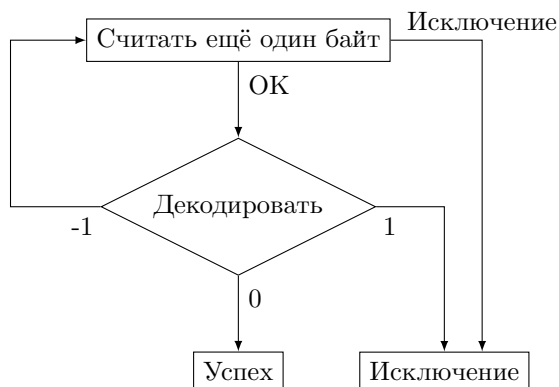 Исключение
Считать ещё один байт
OK
Декодировать
-1
1
0
Успех
Исключение